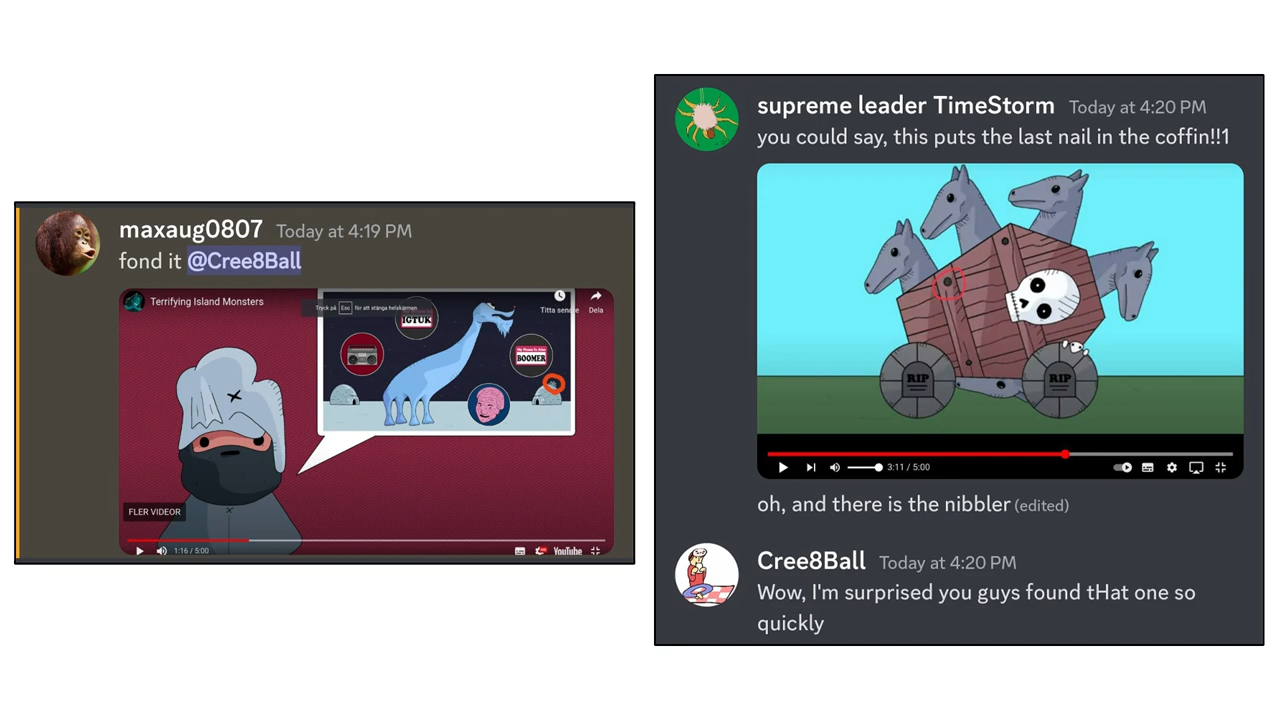 maxaug0807 Today at 4:19 PM
fond it @Cree8Ball
Terrifying Island Monsters
Tryck på Esc för att stänga helskärmen
Titta senare
Dela
IGTUK
BOOMER
FLER VIDEOR
1:16 / 5:00
YouTube
supreme leader TimeStorm Today at 4:20 PM
you could say, this puts the last nail in the coffin!!1
RIP
RIP
3:11 / 5:00
oh, and there is the nibbler (edited)
Cree8Ball Today at 4:20 PM
Wow, I'm surprised you guys found tHat one so
quickly